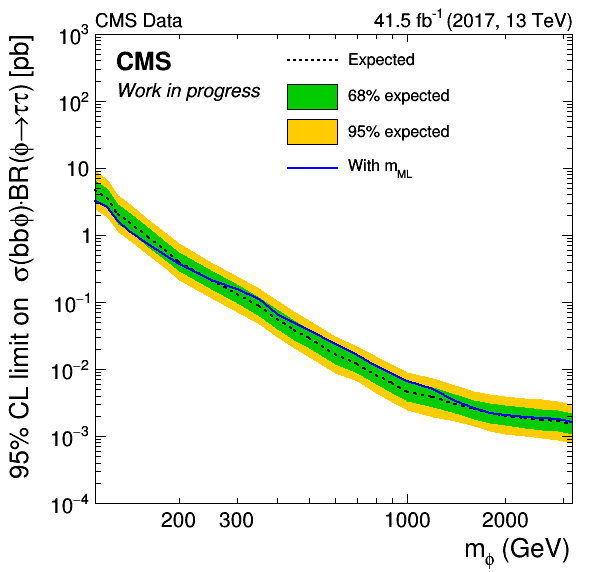 CMS Data 41.5 fb⁻¹ (2017, 13 TeV)
CMS
Work in progress
Expected
68% expected
95% expected
With m_ML
95% CL limit on σ(bbϕ)·BR(ϕ→ττ) [pb]
10³
10²
10
1
10⁻¹
10⁻²
10⁻³
10⁻⁴
200 300 1000 2000
m_ϕ (GeV)